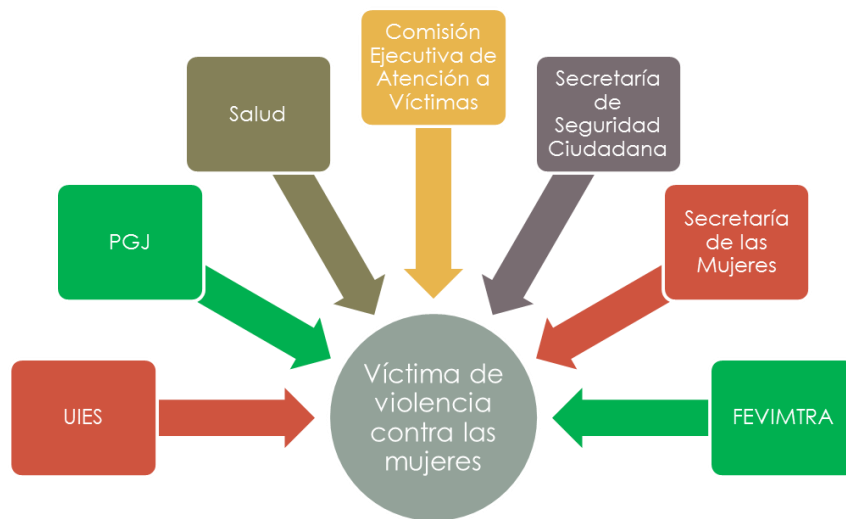 Comisión
Ejecutiva de
Atención a
Víctimas
Salud
Secretaría
de
Seguridad
Ciudadana
PGJ
Secretaría
de las
Mujeres
UIES
Víctima de
violencia
contra las
mujeres
FEVIMTRA